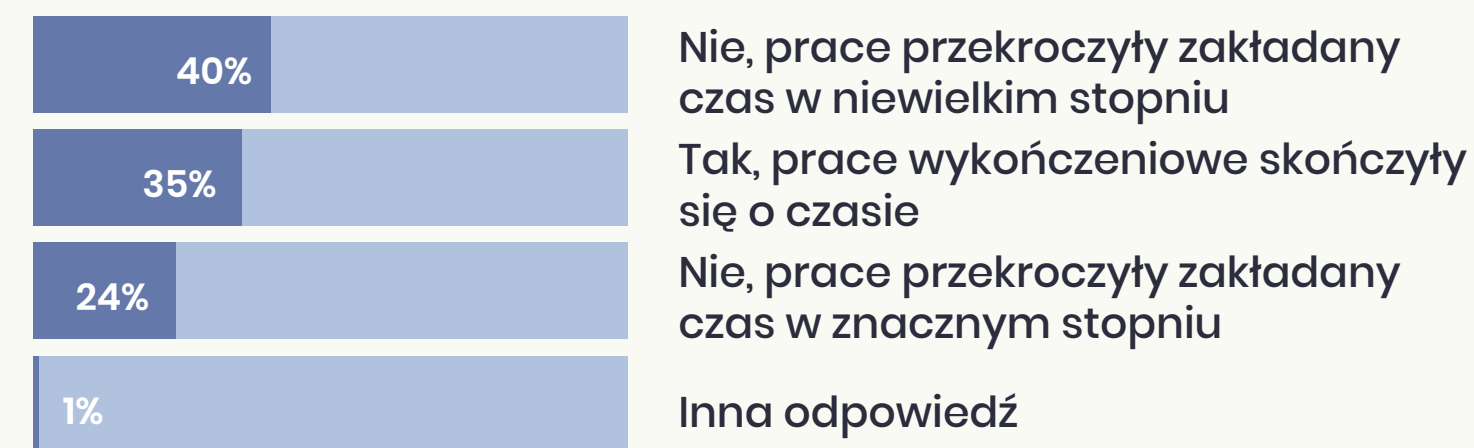 40%
Nie, prace przekroczyły zakładany
czas w niewielkim stopniu
35%
Tak, prace wykończeniowe skończyły
się o czasie
24%
Nie, prace przekroczyły zakładany
czas w znacznym stopniu
1%
Inna odpowiedź